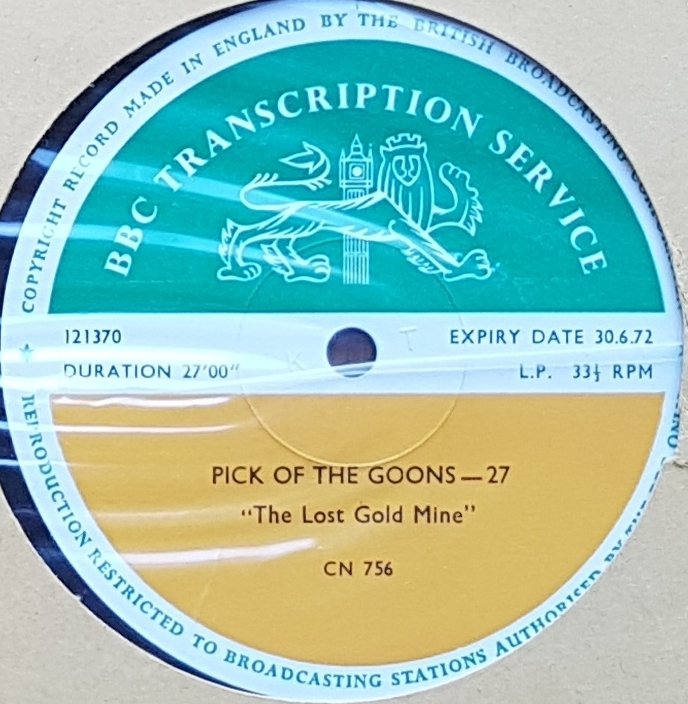 COPYRIGHT RECORD MADE IN ENGLAND BY THE BRITISH BROADCASTING
BBC TRANSCRIPTION SERVICE
121370
EXPIRY DATE 30.6.72
DURATION 27'00"
L.P. 33⅓ RPM
K T
PICK OF THE GOONS—27
"The Lost Gold Mine"
CN 756
REPRODUCTION RESTRICTED TO BROADCASTING STATIONS AUTHORISED BY THE